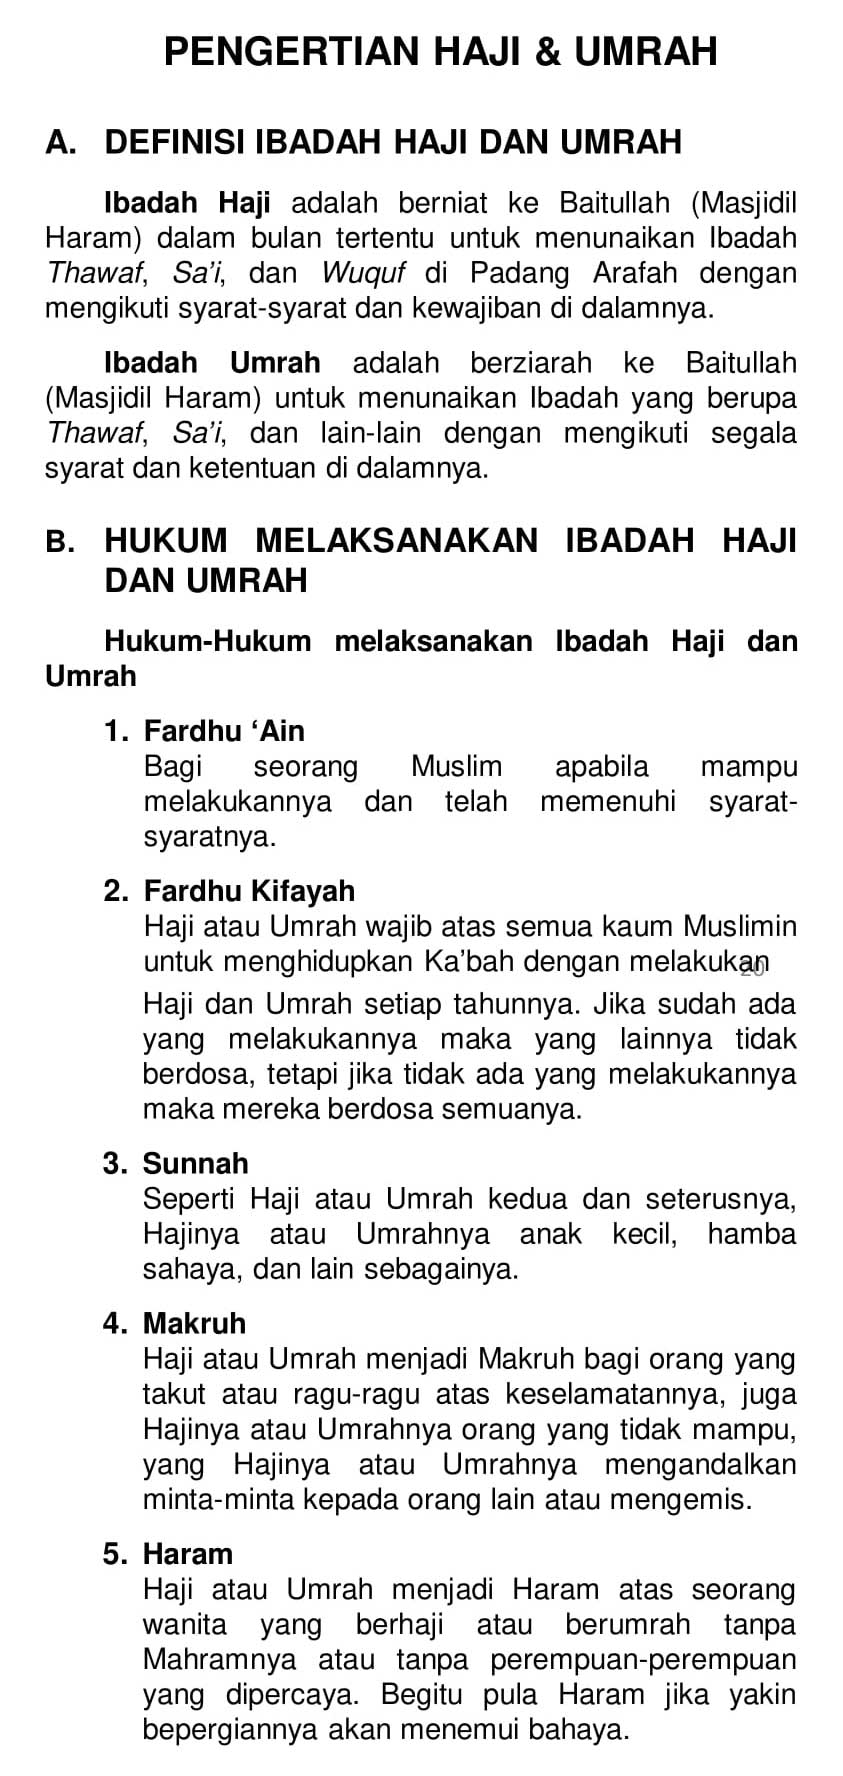 PENGERTIAN HAJI & UMRAH
A. DEFINISI IBADAH HAJI DAN UMRAH
Ibadah Haji adalah berniat ke Baitullah (Masjidil
Haram) dalam bulan tertentu untuk menunaikan Ibadah
Thawaf, Sa'i, dan Wuquf di Padang Arafah dengan
mengikuti syarat-syarat dan kewajiban di dalamnya.
Ibadah Umrah adalah berziarah ke Baitullah
(Masjidil Haram) untuk menunaikan Ibadah yang berupa
Thawaf, Sa'i, dan lain-lain dengan mengikuti segala
syarat dan ketentuan di dalamnya.
B. HUKUM MELAKSANAKAN IBADAH HAJI
DAN UMRAH
Hukum-Hukum melaksanakan Ibadah Haji dan
Umrah
1. Fardhu ‘Ain
Bagi seorang Muslim apabila mampu
melakukannya dan telah memenuhi syarat-
syaratnya.
2. Fardhu Kifayah
Haji atau Umrah wajib atas semua kaum Muslimin
untuk menghidupkan Ka’bah dengan melakukan
20
Haji dan Umrah setiap tahunnya. Jika sudah ada
yang melakukannya maka yang lainnya tidak
berdosa, tetapi jika tidak ada yang melakukannya
maka mereka berdosa semuanya.
3. Sunnah
Seperti Haji atau Umrah kedua dan seterusnya,
Hajinya atau Umrahnya anak kecil, hamba
sahaya, dan lain sebagainya.
4. Makruh
Haji atau Umrah menjadi Makruh bagi orang yang
takut atau ragu-ragu atas keselamatannya, juga
Hajinya atau Umrahnya orang yang tidak mampu,
yang Hajinya atau Umrahnya mengandalkan
minta-minta kepada orang lain atau mengemis.
5. Haram
Haji atau Umrah menjadi Haram atas seorang
wanita yang berhaji atau berumrah tanpa
Mahramnya atau tanpa perempuan-perempuan
yang dipercaya. Begitu pula Haram jika yakin
bepergiannya akan menemui bahaya.